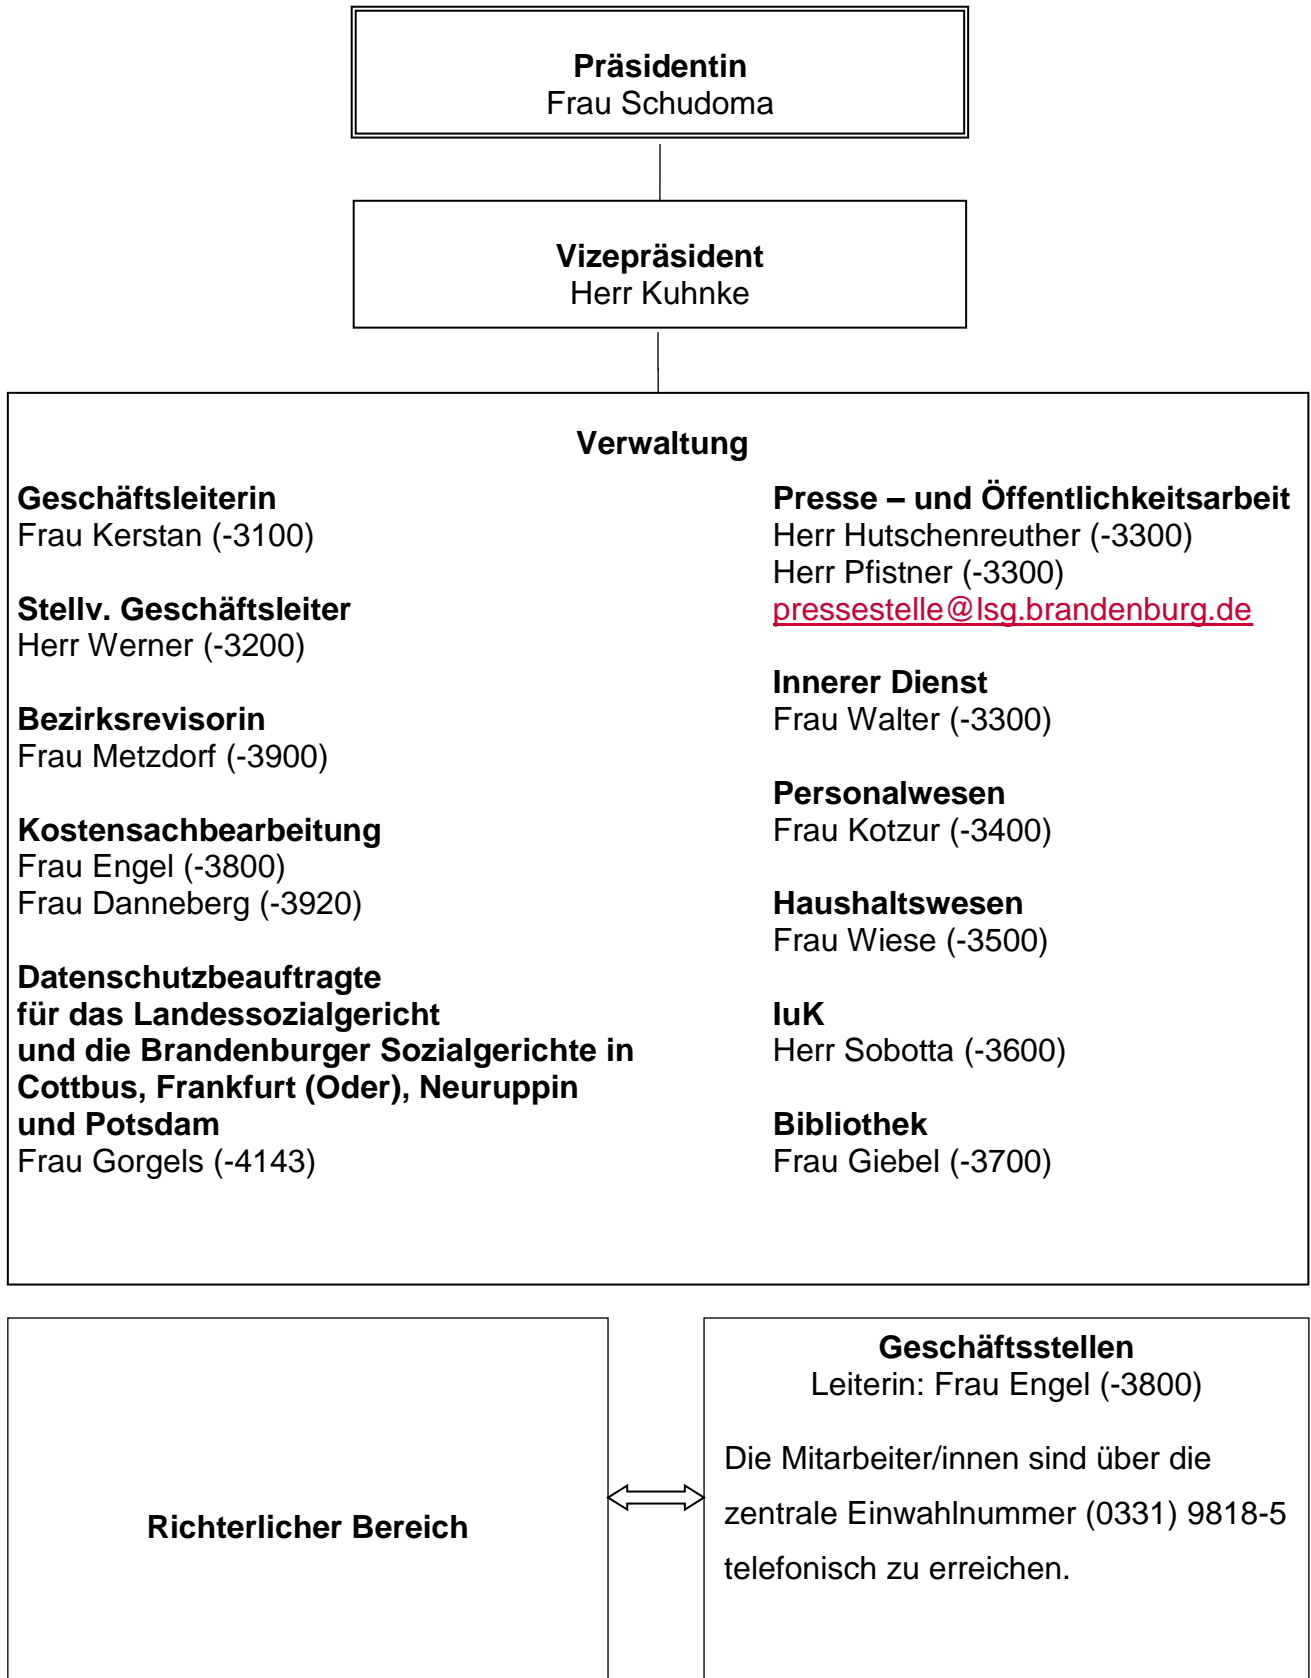 Präsidentin
Frau Schudoma
Vizepräsident
Herr Kuhnke
Verwaltung
Geschäftsleiterin
Frau Kerstan (-3100)
Stellv. Geschäftsleiter
Herr Werner (-3200)
Bezirksrevisorin
Frau Metzdorf (-3900)
Kostensachbearbeitung
Frau Engel (-3800)
Frau Danneberg (-3920)
Datenschutzbeauftragte
für das Landessozialgericht
und die Brandenburger Sozialgerichte in
Cottbus, Frankfurt (Oder), Neuruppin
und Potsdam
Frau Gorgels (-4143)
Presse – und Öffentlichkeitsarbeit
Herr Hutschenreuther (-3300)
Herr Pfistner (-3300)
pressestelle@lsg.brandenburg.de
Innerer Dienst
Frau Walter (-3300)
Personalwesen
Frau Kotzur (-3400)
Haushaltswesen
Frau Wiese (-3500)
IuK
Herr Sobotta (-3600)
Bibliothek
Frau Giebel (-3700)
Richterlicher Bereich
Geschäftsstellen
Leiterin: Frau Engel (-3800)
Die Mitarbeiter/innen sind über die
zentrale Einwahlnummer (0331) 9818-5
telefonisch zu erreichen.